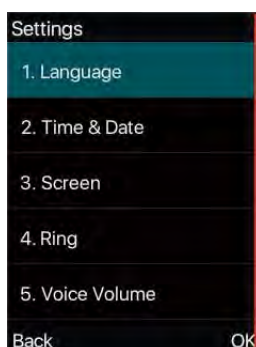 Settings
1. Language
2. Time & Date
3. Screen
4. Ring
5. Voice Volume
Back OK